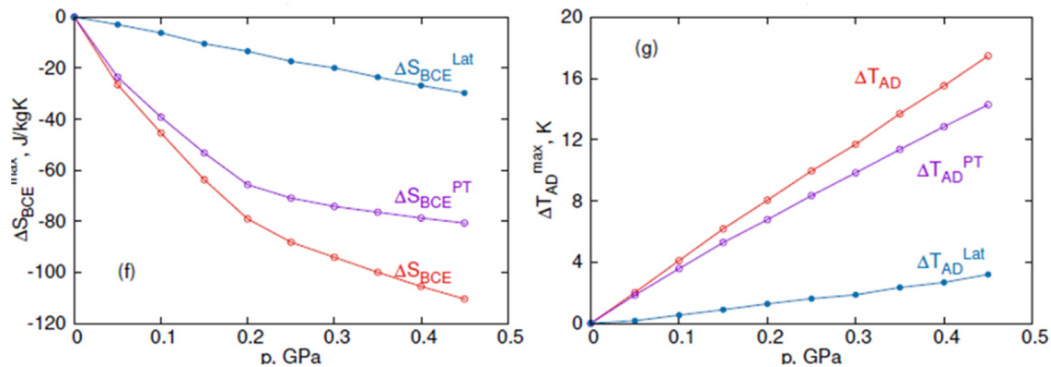 0
-20
-40
-60
-80
-100
-120
ΔS_BCE^max, J/kgK
ΔS_BCE^Lat
ΔS_BCE^PT
ΔS_BCE
(f)
0 0.1 0.2 0.3 0.4 0.5
p, GPa
20
16
12
8
4
0
ΔT_AD^max, K
(g)
ΔT_AD
ΔT_AD^PT
ΔT_AD^Lat
0 0.1 0.2 0.3 0.4 0.5
p, GPa